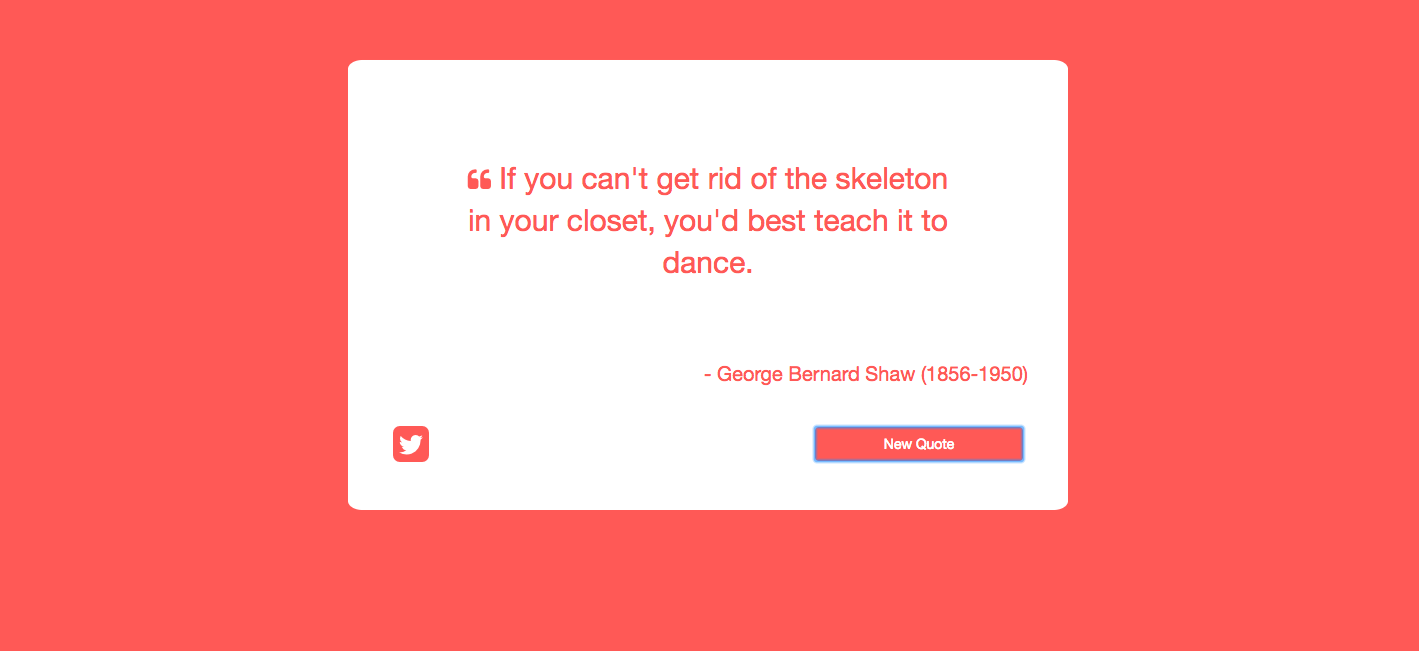 ❝ If you can't get rid of the skeleton
in your closet, you'd best teach it to
dance.
- George Bernard Shaw (1856-1950)
New Quote